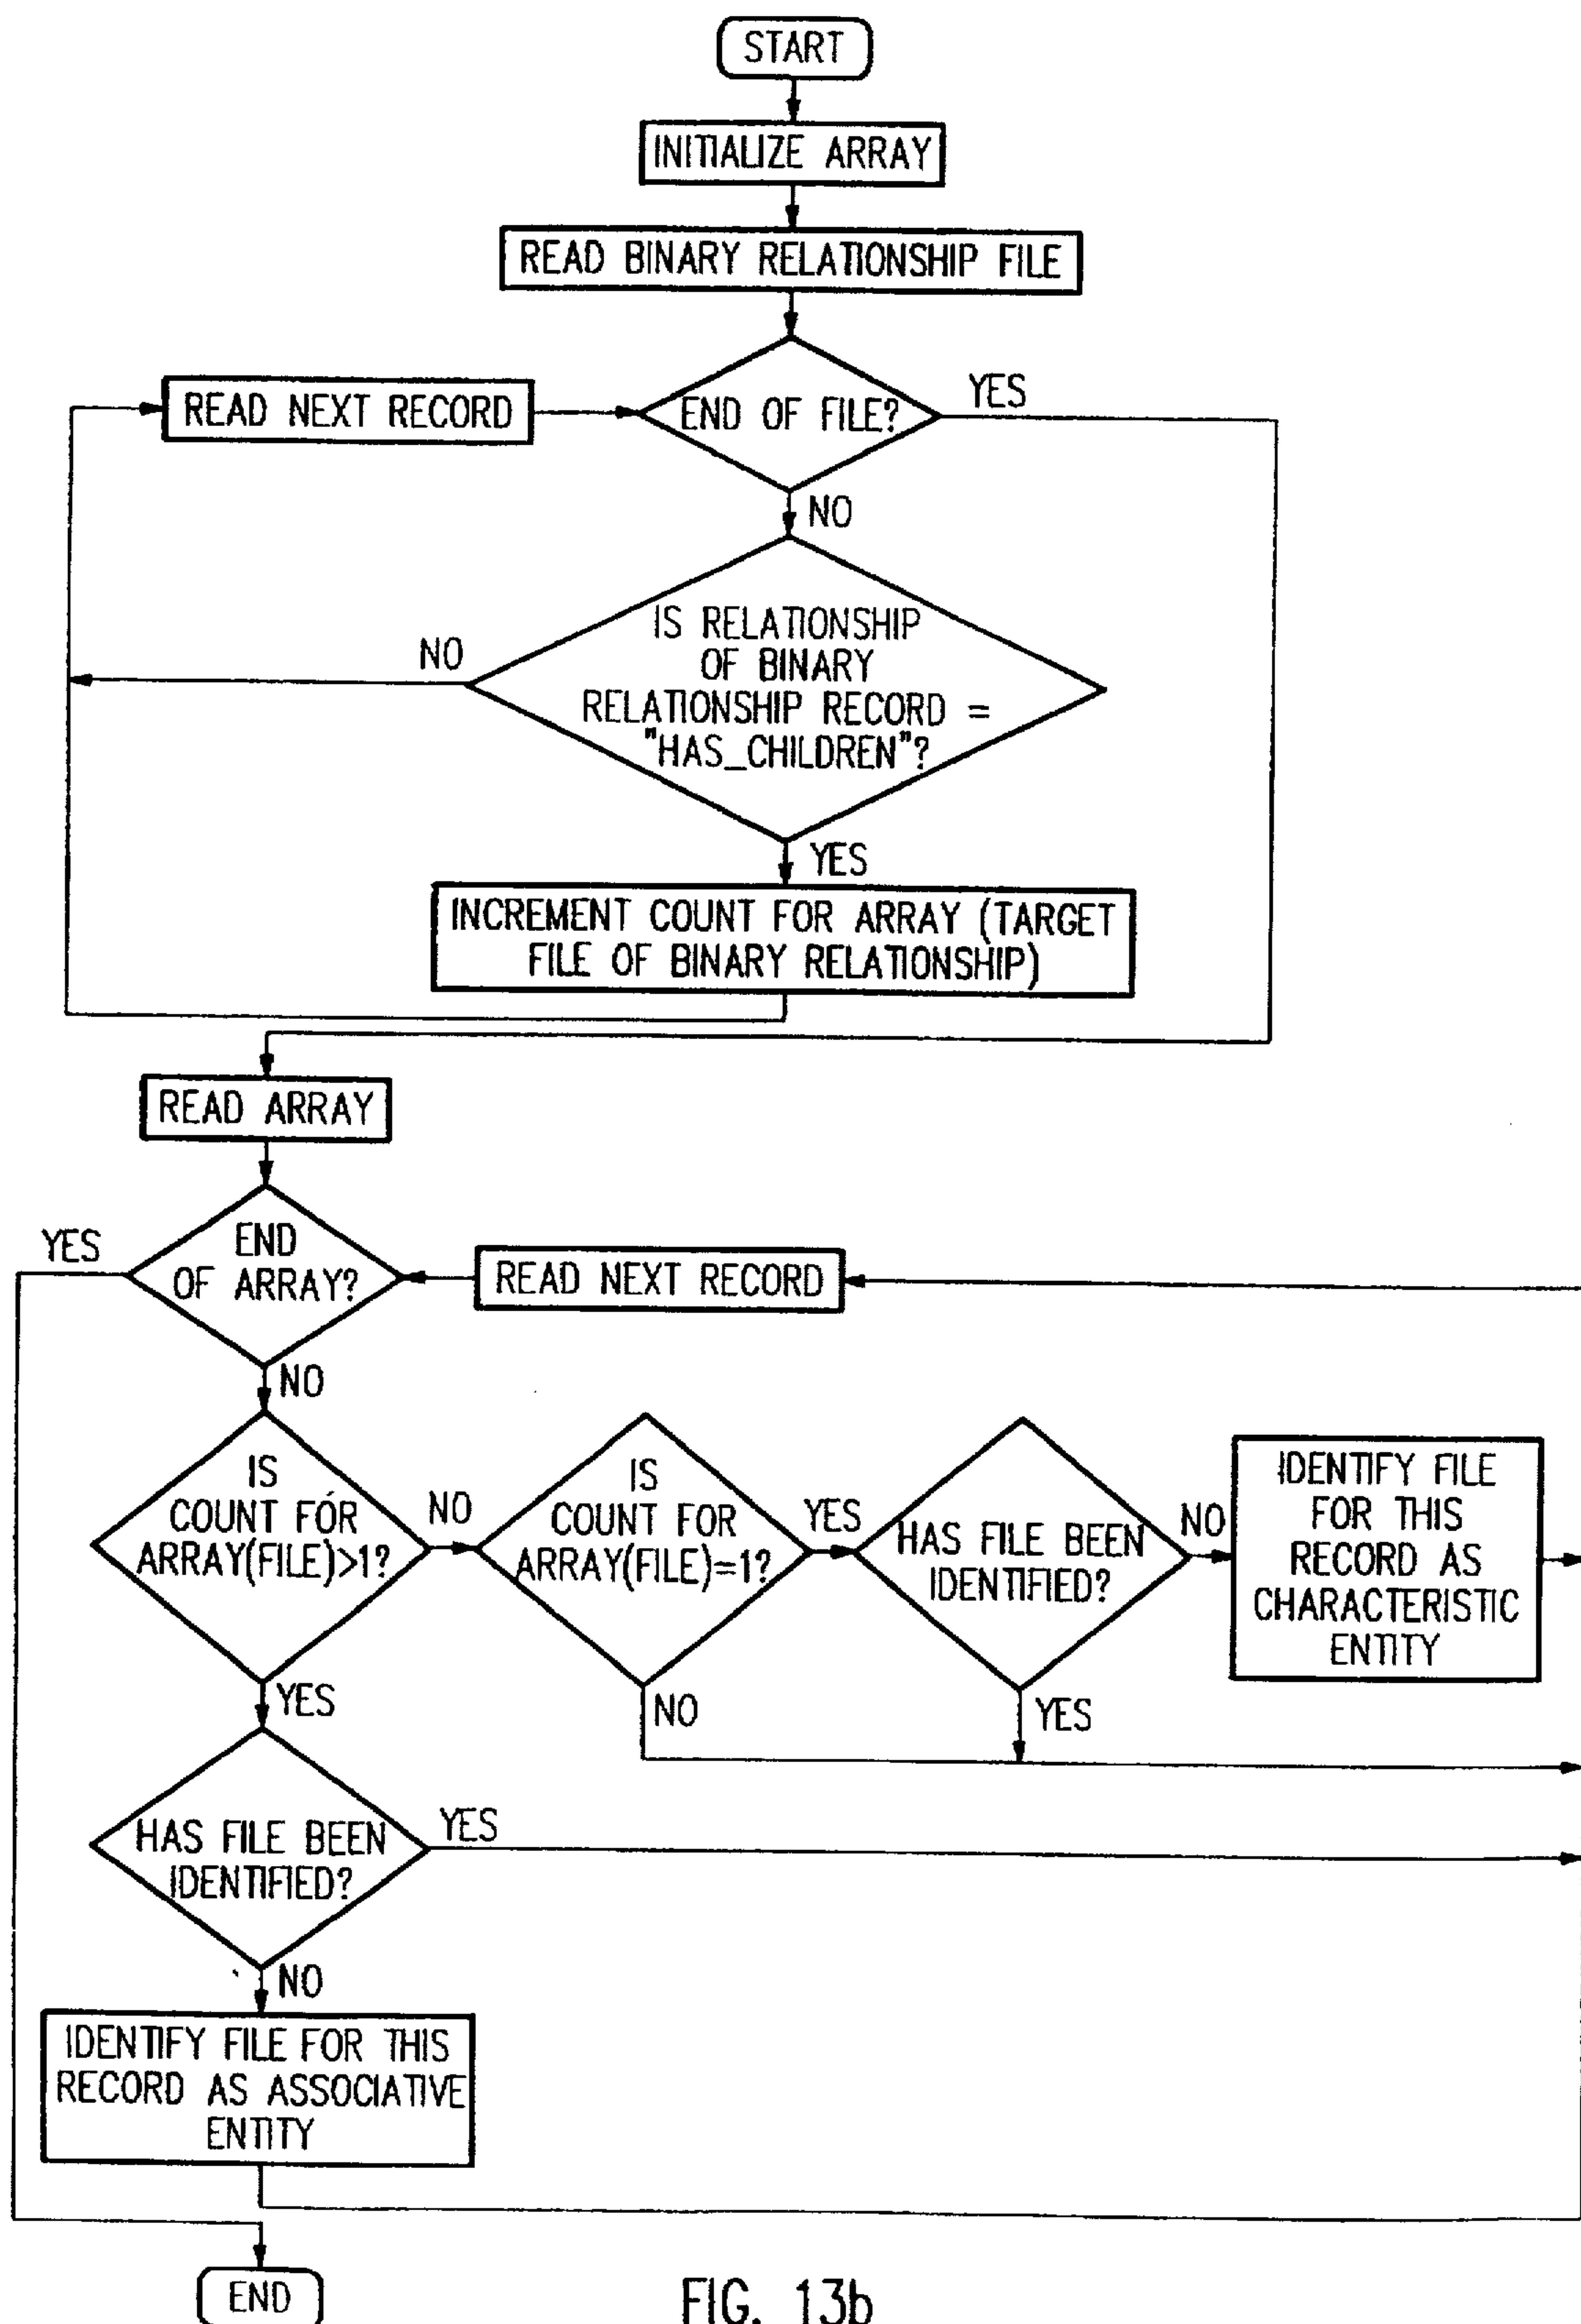 START
INITIALIZE ARRAY
READ BINARY RELATIONSHIP FILE
READ NEXT RECORD
END OF FILE?
YES
NO
IS RELATIONSHIP
OF BINARY
RELATIONSHIP RECORD =
"HAS_CHILDREN"?
NO
YES
INCREMENT COUNT FOR ARRAY (TARGET
FILE OF BINARY RELATIONSHIP)
READ ARRAY
END
OF ARRAY?
YES
READ NEXT RECORD
NO
IS
COUNT FOR
ARRAY(FILE)>1?
NO
IS
COUNT FOR
ARRAY(FILE)=1?
YES
HAS FILE BEEN
IDENTIFIED?
NO
IDENTIFY FILE
FOR THIS
RECORD AS
CHARACTERISTIC
ENTITY
YES
NO
YES
HAS FILE BEEN
IDENTIFIED?
YES
NO
IDENTIFY FILE FOR THIS
RECORD AS ASSOCIATIVE
ENTITY
END
FIG. 13b